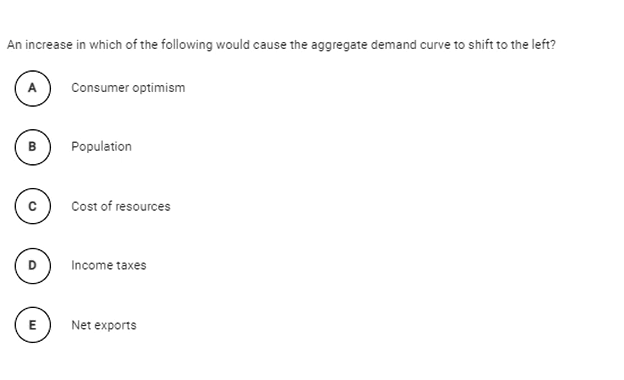 An increase in which of the following would cause the aggregate demand curve to shift to the left?
A Consumer optimism
B Population
C Cost of resources
D Income taxes
E Net exports